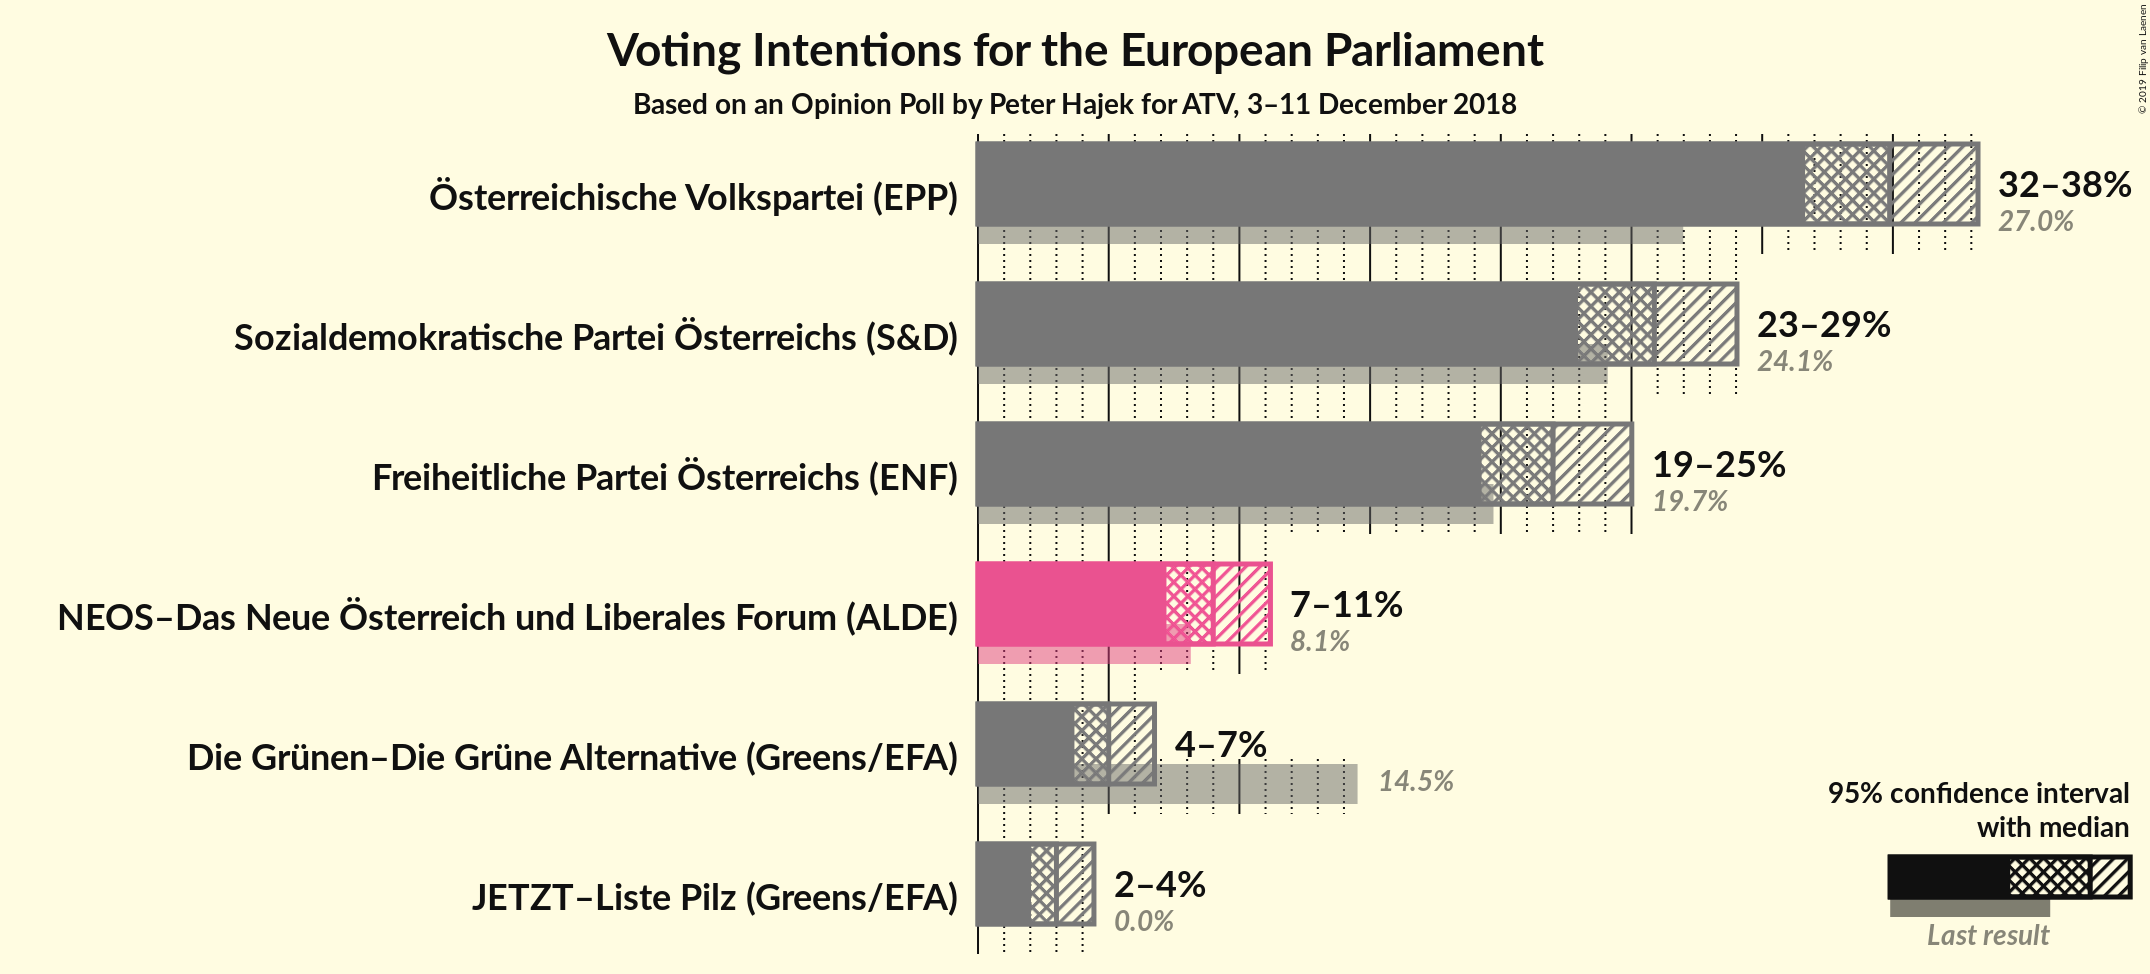 Voting Intentions for the European Parliament
Based on an Opinion Poll by Peter Hajek for ATV, 3–11 December 2018
© 2019 Filip van Laenen
Österreichische Volkspartei (EPP)
32–38%
27.0%
Sozialdemokratische Partei Österreichs (S&D)
23–29%
24.1%
Freiheitliche Partei Österreichs (ENF)
19–25%
19.7%
NEOS–Das Neue Österreich und Liberales Forum (ALDE)
7–11%
8.1%
Die Grünen–Die Grüne Alternative (Greens/EFA)
4–7%
14.5%
JETZT–Liste Pilz (Greens/EFA)
2–4%
0.0%
95% confidence interval
with median
Last result